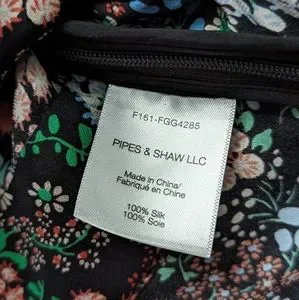 F161-FGG4285
PIPES & SHAW LLC
Made in China/
Fabriqué en Chine
100% Silk
100% Soie